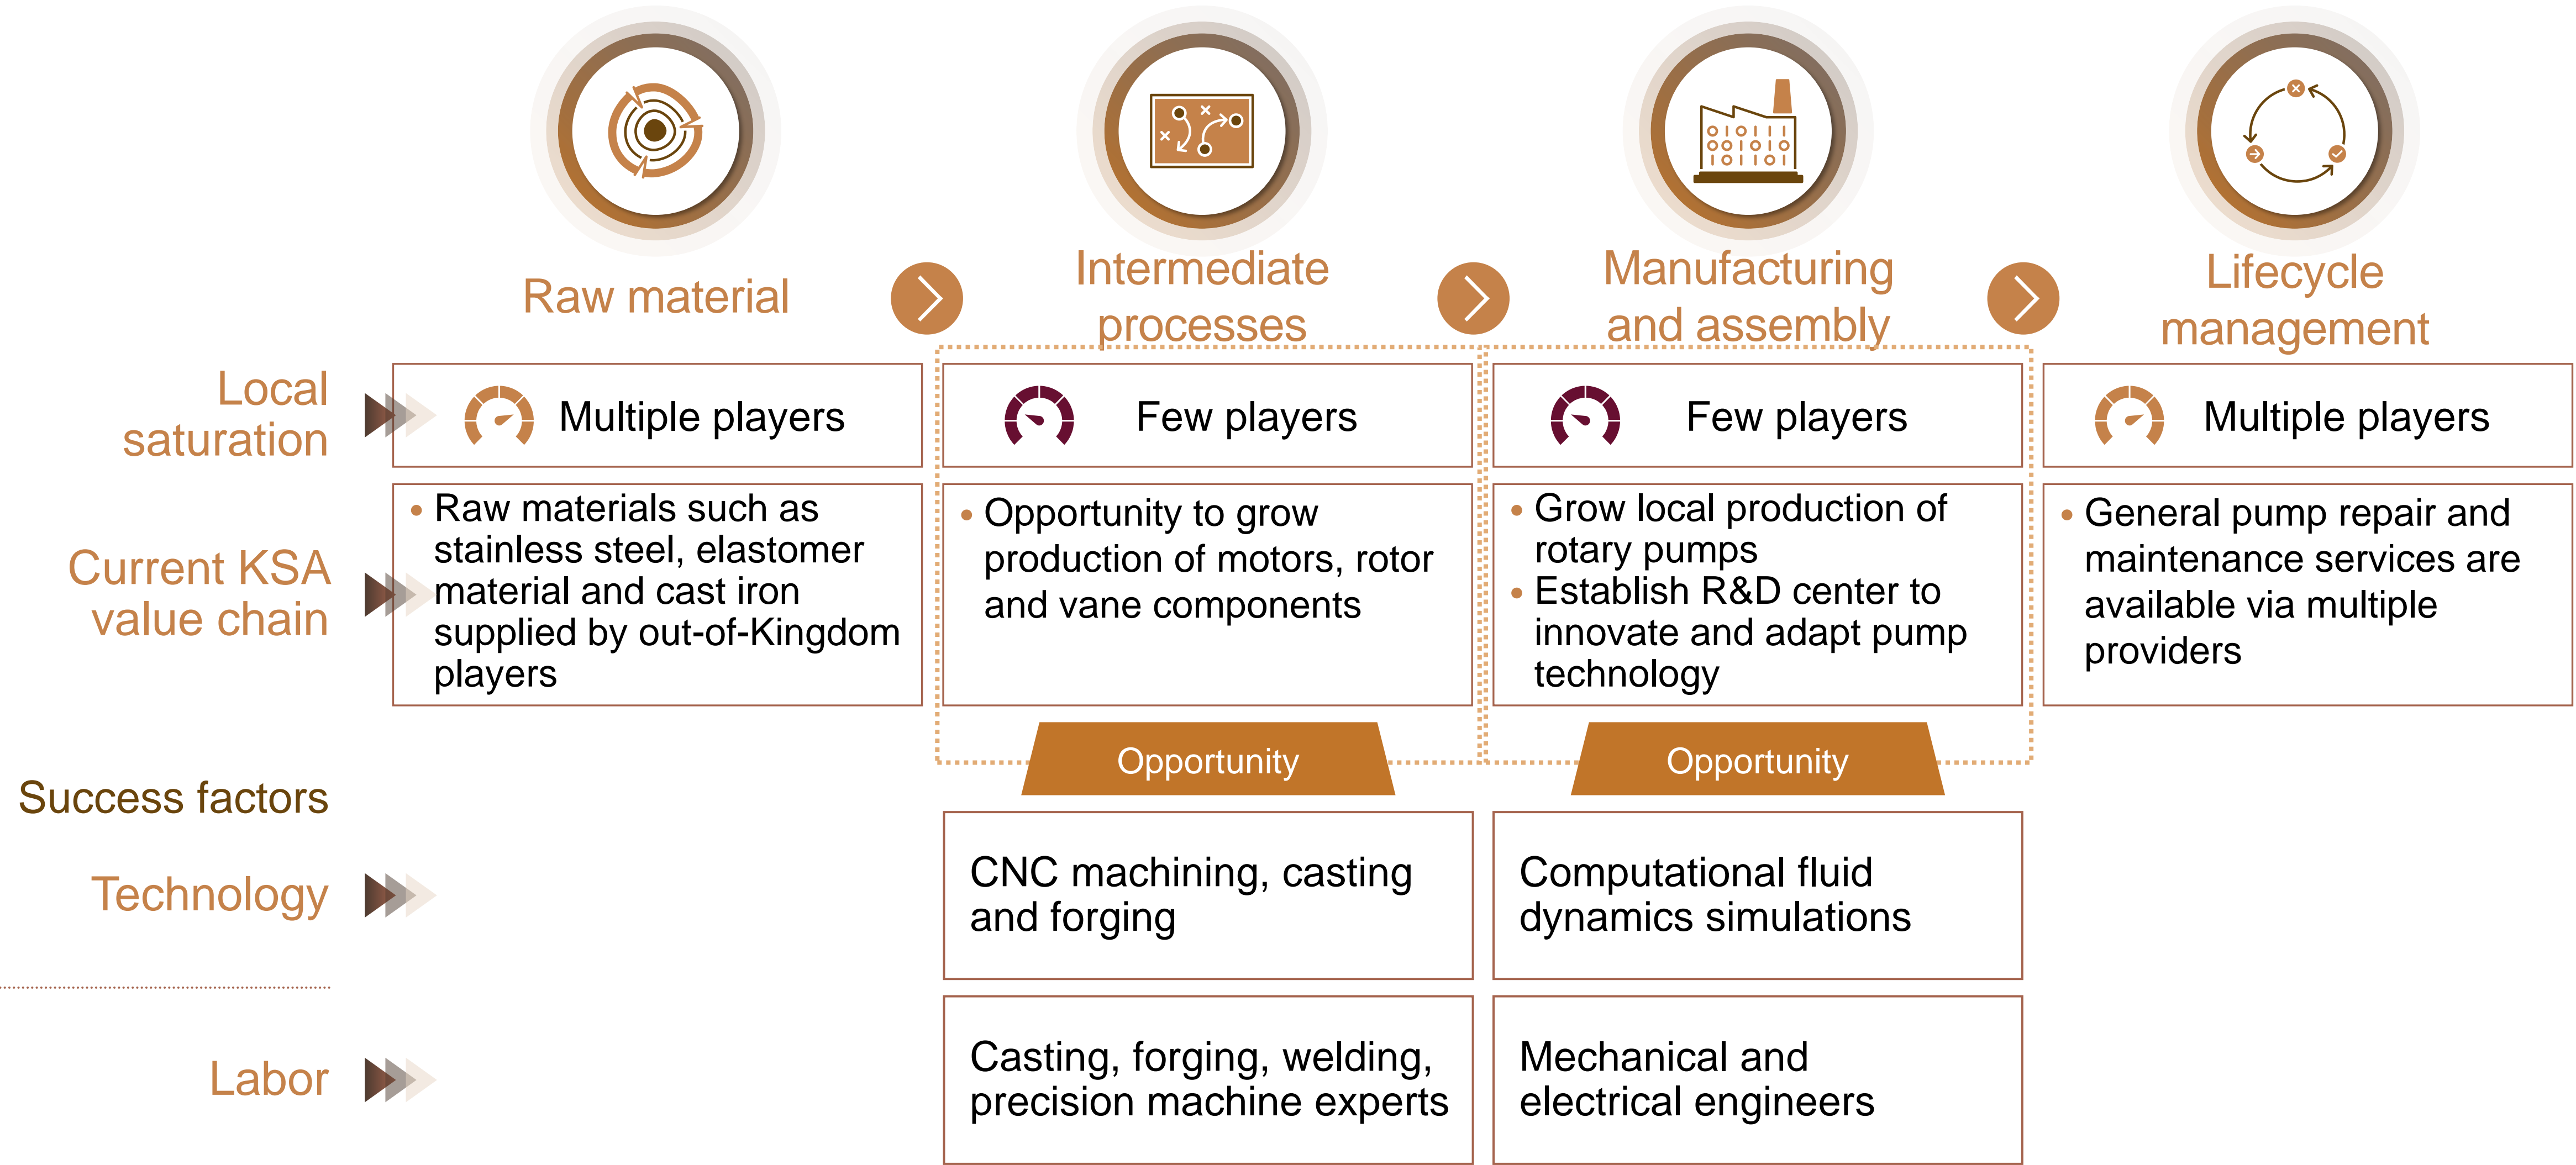 Raw material
Intermediate
processes
Manufacturing
and assembly
Lifecycle
management
Local
saturation
Multiple players
Few players
Few players
Multiple players
Current KSA
value chain
• Raw materials such as
stainless steel, elastomer
material and cast iron
supplied by out-of-Kingdom
players
• Opportunity to grow
production of motors, rotor
and vane components
• Grow local production of
rotary pumps
• Establish R&D center to
innovate and adapt pump
technology
• General pump repair and
maintenance services are
available via multiple
providers
Opportunity
Opportunity
Success factors
Technology
CNC machining, casting
and forging
Computational fluid
dynamics simulations
Labor
Casting, forging, welding,
precision machine experts
Mechanical and
electrical engineers